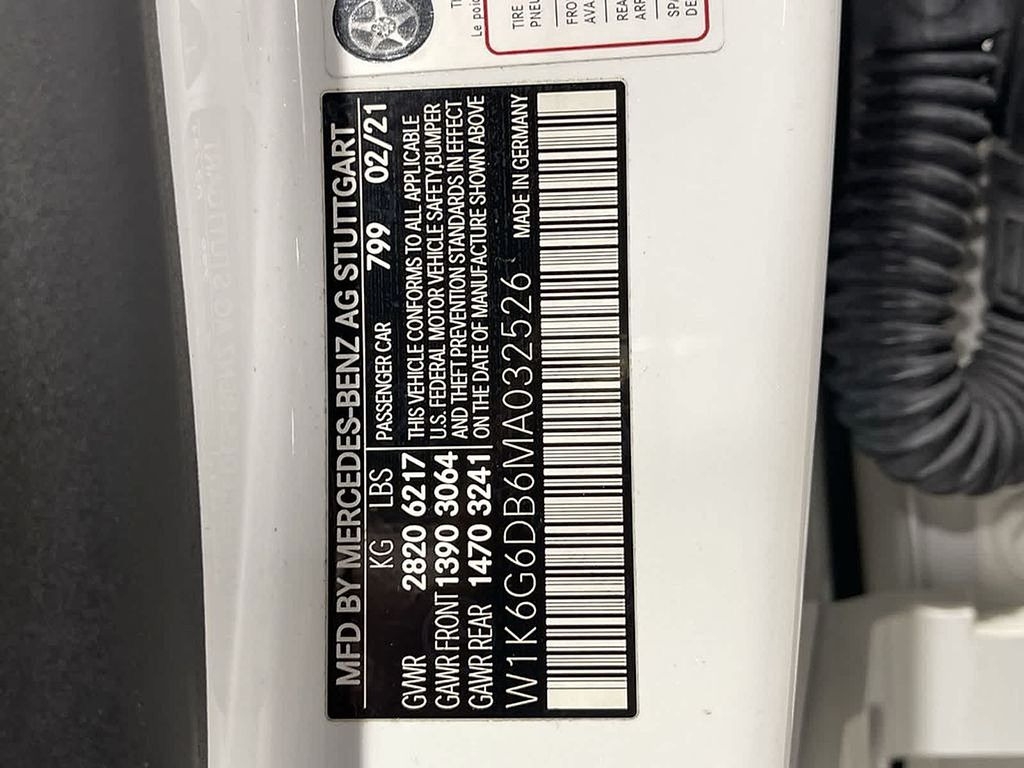 MFD BY MERCEDES-BENZ AG STUTTGART
KG LBS PASSENGER CAR 799 02/21
GVWR 2820 6217
GAWR FRONT 1390 3064
GAWR REAR 1470 3241
THIS VEHICLE CONFORMS TO ALL APPLICABLE
U.S. FEDERAL MOTOR VEHICLE SAFETY, BUMPER
AND THEFT PREVENTION STANDARDS IN EFFECT
ON THE DATE OF MANUFACTURE SHOWN ABOVE
W1K6G6DB6MA032526 MADE IN GERMANY
Le
TIRE